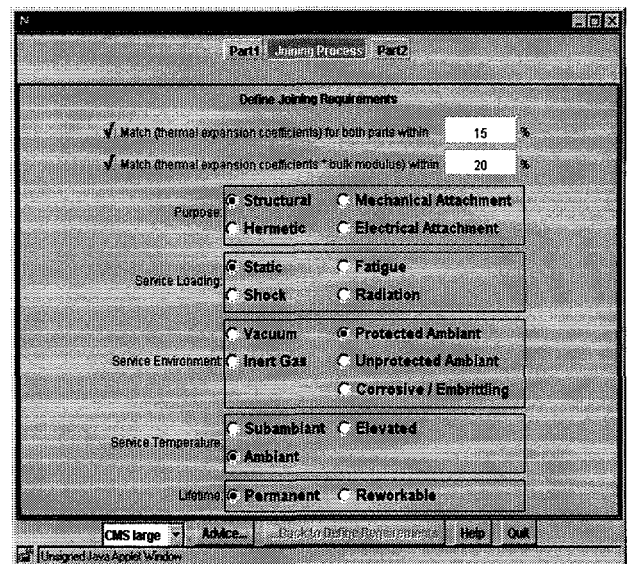 N
Part1 Joining Process Part2
Define Joining Requirements
√ Match (thermal expansion coefficients) for both parts within 15 %
√ Match (thermal expansion coefficients * bulk modulus) within 20 %
Purpose: Structural Mechanical Attachment
Hermetic Electrical Attachment
Service Loading: Static Fatigue
Shock Radiation
Vacuum Protected Ambiant
Service Environment: Inert Gas Unprotected Ambiant
Corrosive / Embrittling
Service Temperature: Subambiant Elevated
Ambiant
Lifetime: Permanent Reworkable
CMS large Advice... ...Back to Define Requirements Help Quit
Unsigned Java Applet Window